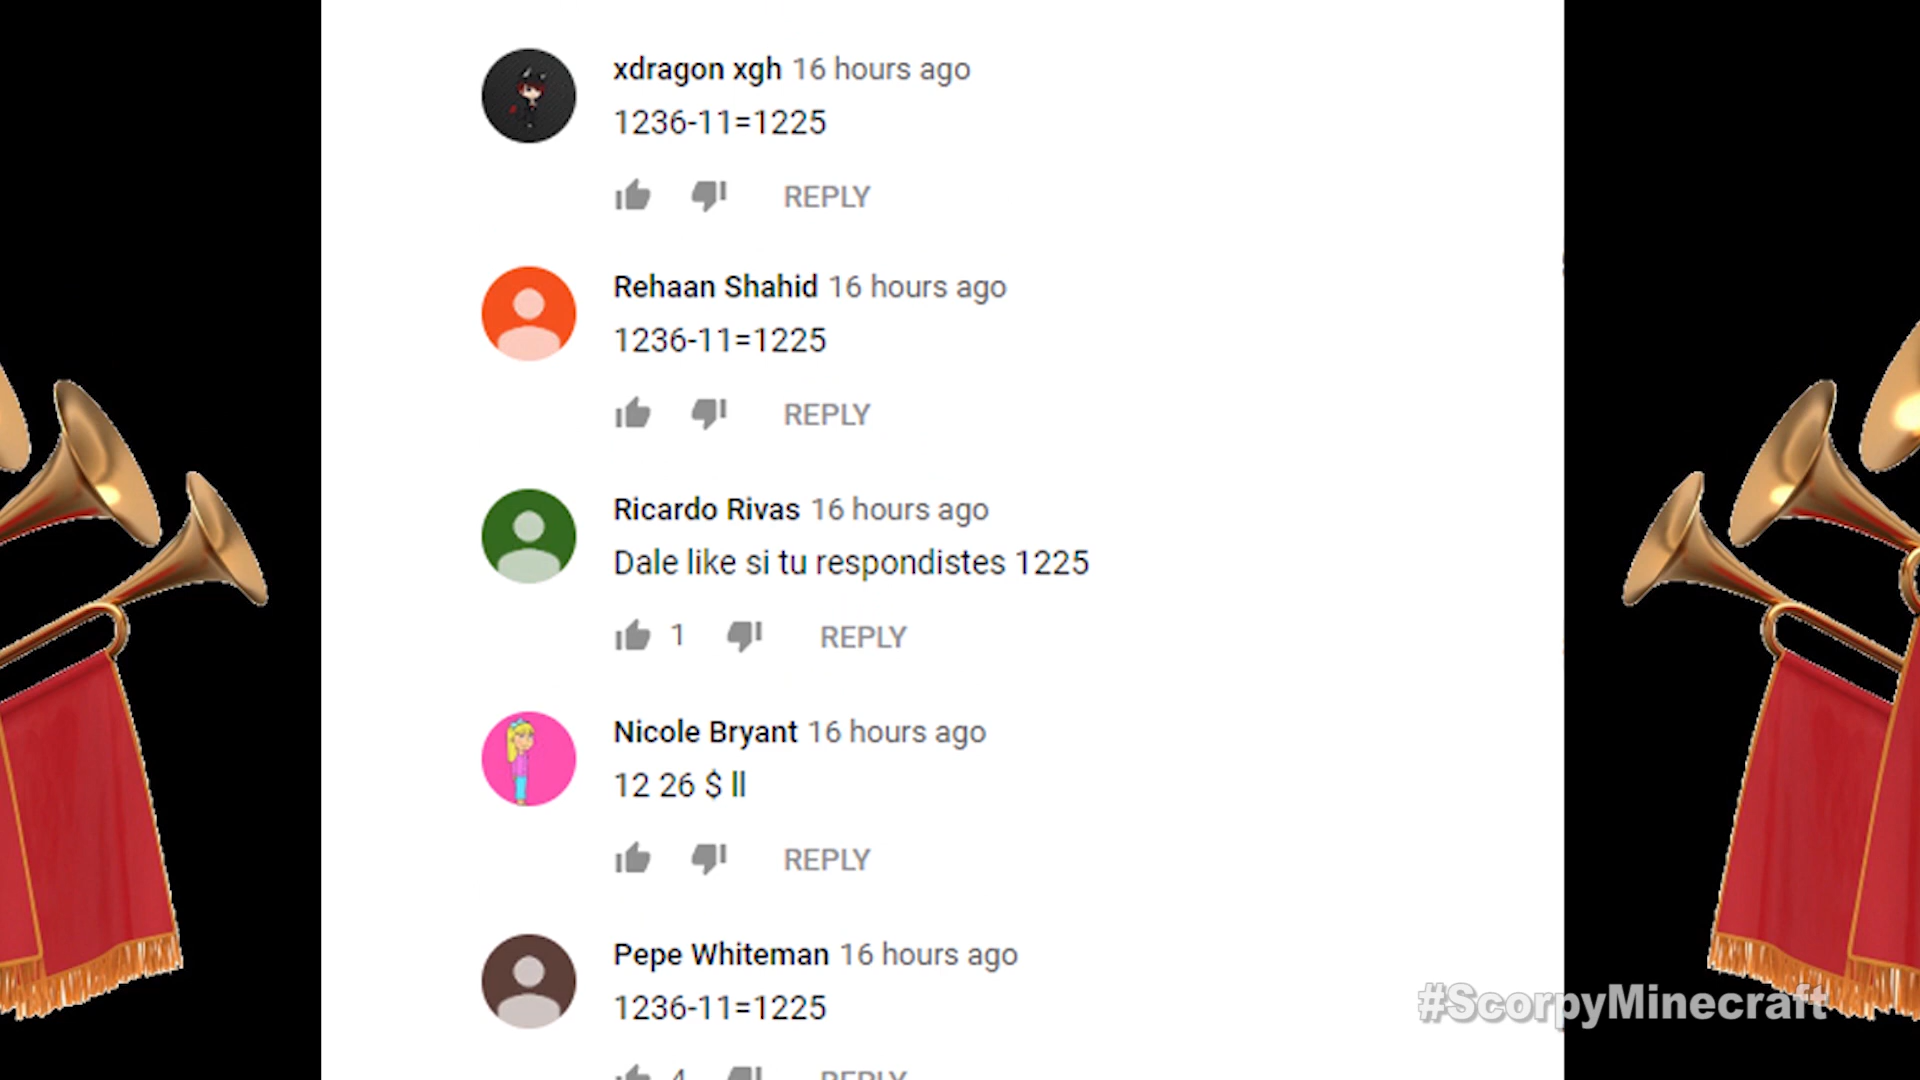 xdragon xgh 16 hours ago
1236-11=1225
REPLY
Rehaan Shahid 16 hours ago
1236-11=1225
REPLY
Ricardo Rivas 16 hours ago
Dale like si tu respondistes 1225
1 REPLY
Nicole Bryant 16 hours ago
12 26 $ ll
REPLY
Pepe Whiteman 16 hours ago
1236-11=1225
#ScorpyMinecraft
4 REPLY